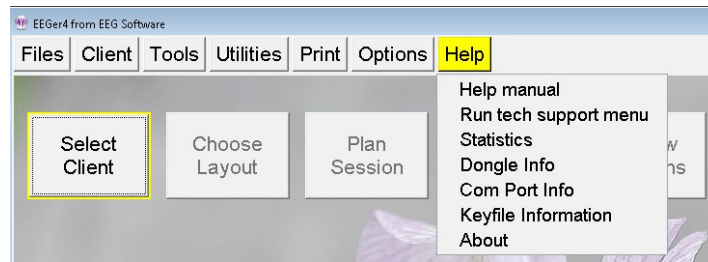 EEGer4 from EEG Software
Files Client Tools Utilities Print Options Help
Help manual
Run tech support menu
Statistics
Dongle Info
Com Port Info
Keyfile Information
About
Select
Client
Choose
Layout
Plan
Session